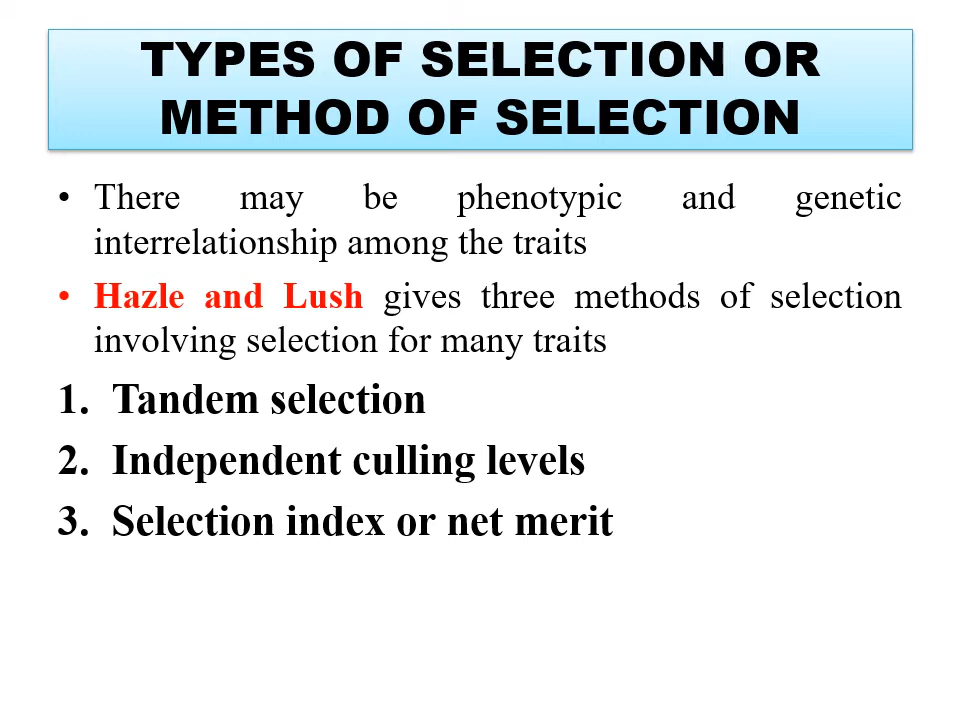 TYPES OF SELECTION OR
METHOD OF SELECTION
• There may be phenotypic and genetic
interrelationship among the traits
• Hazle and Lush gives three methods of selection
involving selection for many traits
1. Tandem selection
2. Independent culling levels
3. Selection index or net merit